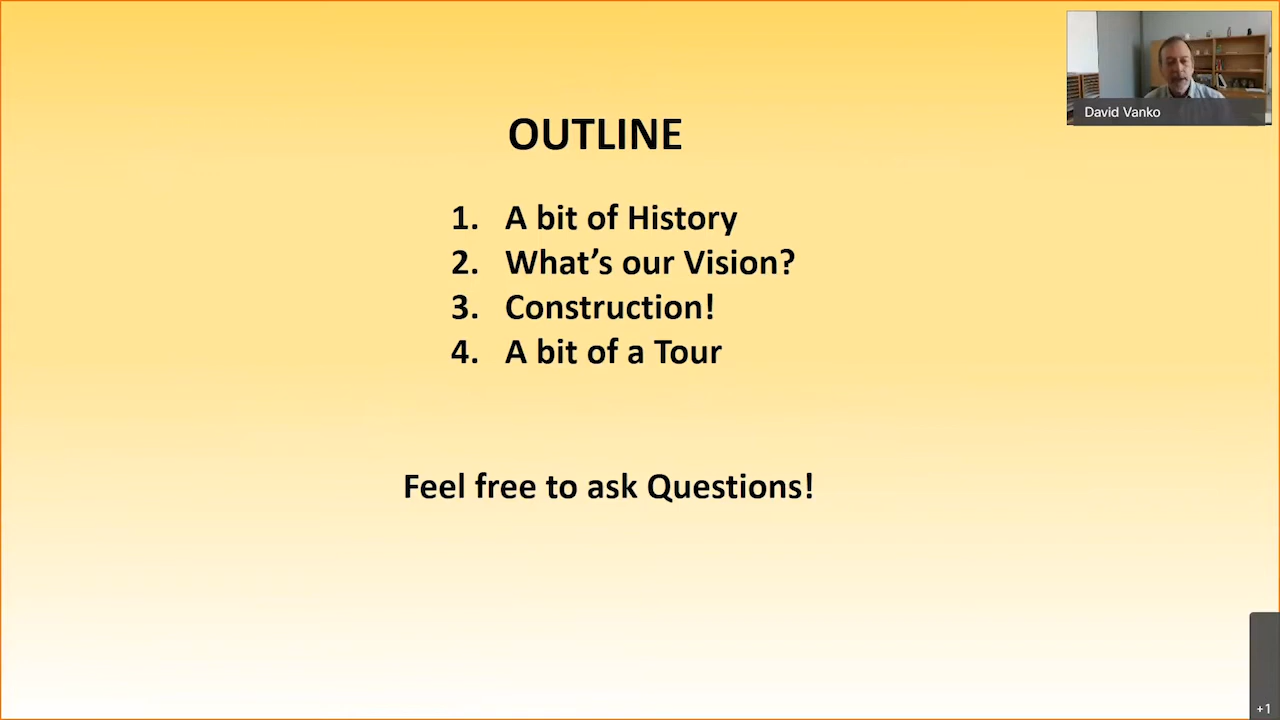 David Vanko
OUTLINE
1. A bit of History
2. What’s our Vision?
3. Construction!
4. A bit of a Tour
Feel free to ask Questions!
+1